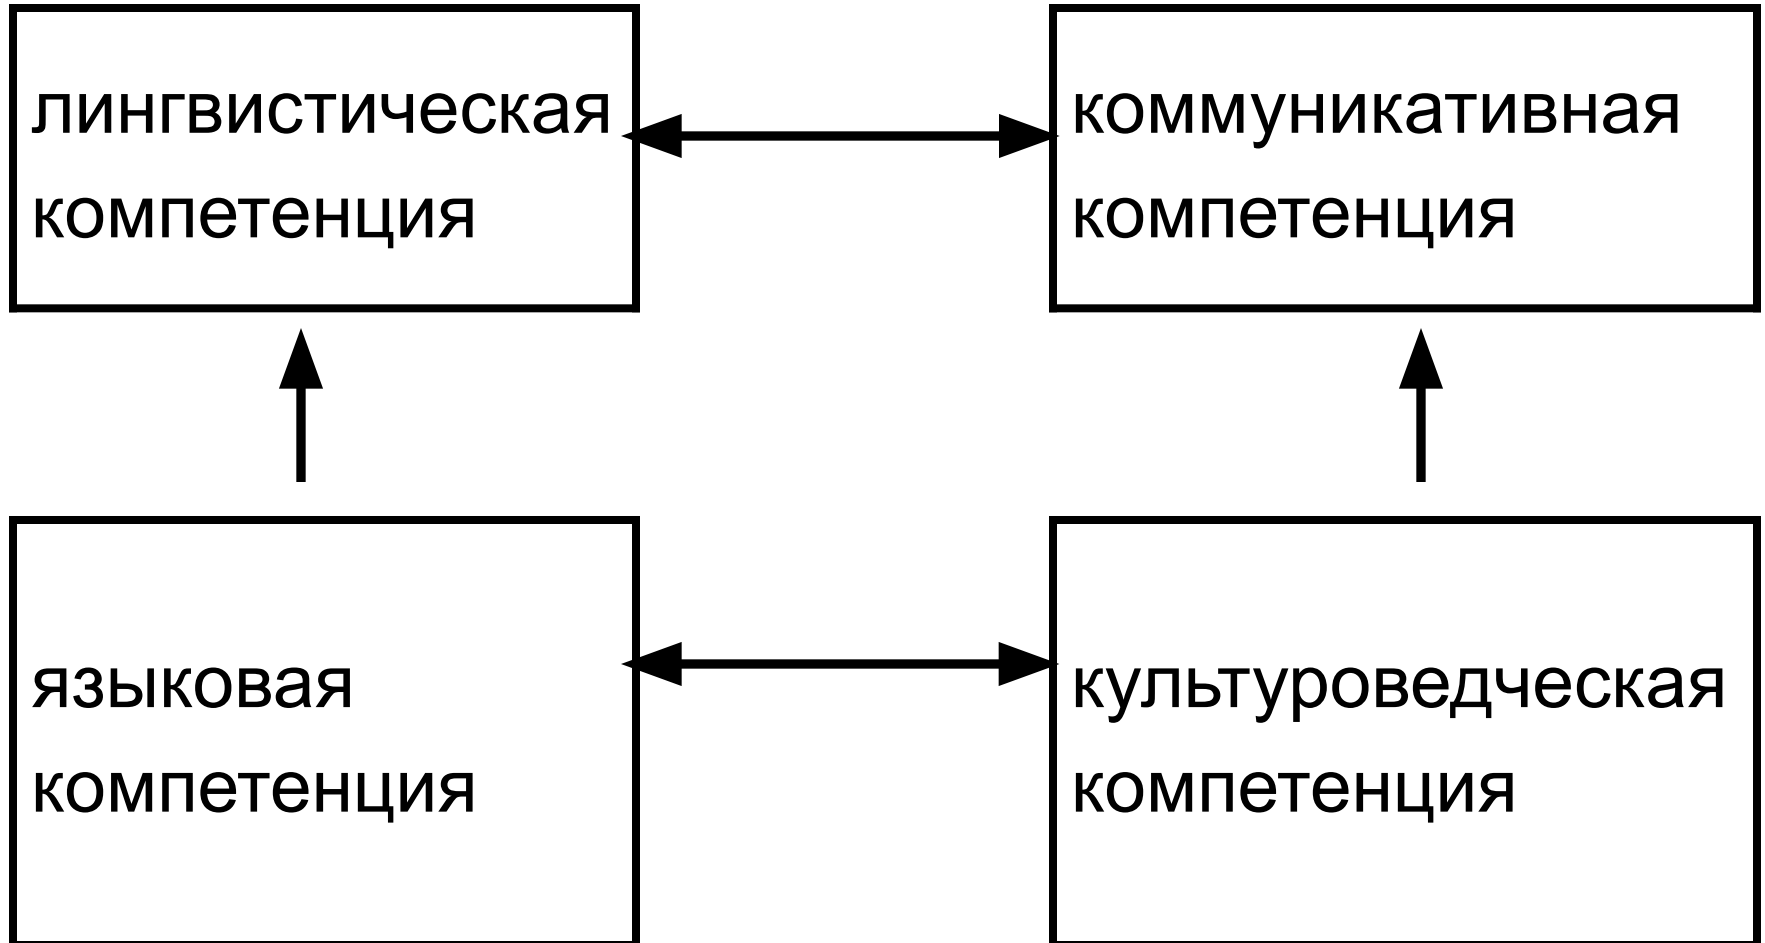 лингвистическая
компетенция
коммуникативная
компетенция
языковая
компетенция
культуроведческая
компетенция